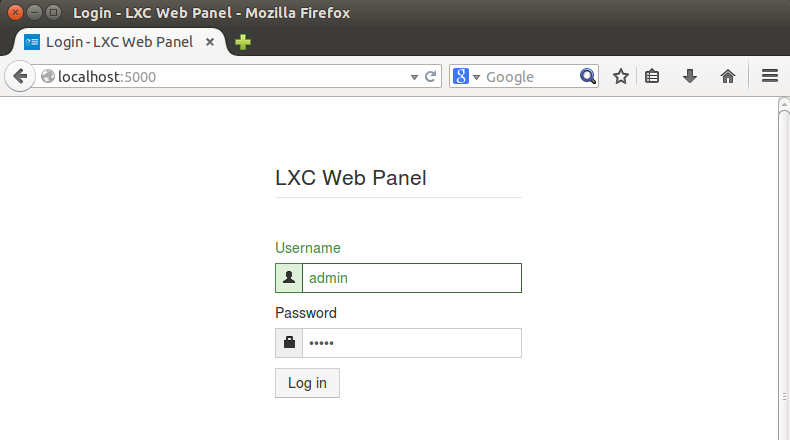 Login - LXC Web Panel - Mozilla Firefox
Login - LXC Web Panel
localhost:5000
Google
LXC Web Panel
Username
admin
Password
•••••
Log in